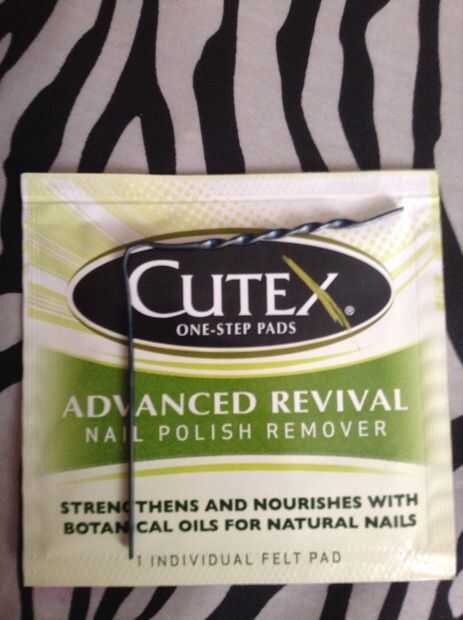 CUTEX®
ONE-STEP PADS
ADVANCED REVIVAL
NAIL POLISH REMOVER
STRENGTHENS AND NOURISHES WITH
BOTANICAL OILS FOR NATURAL NAILS
1 INDIVIDUAL FELT PAD